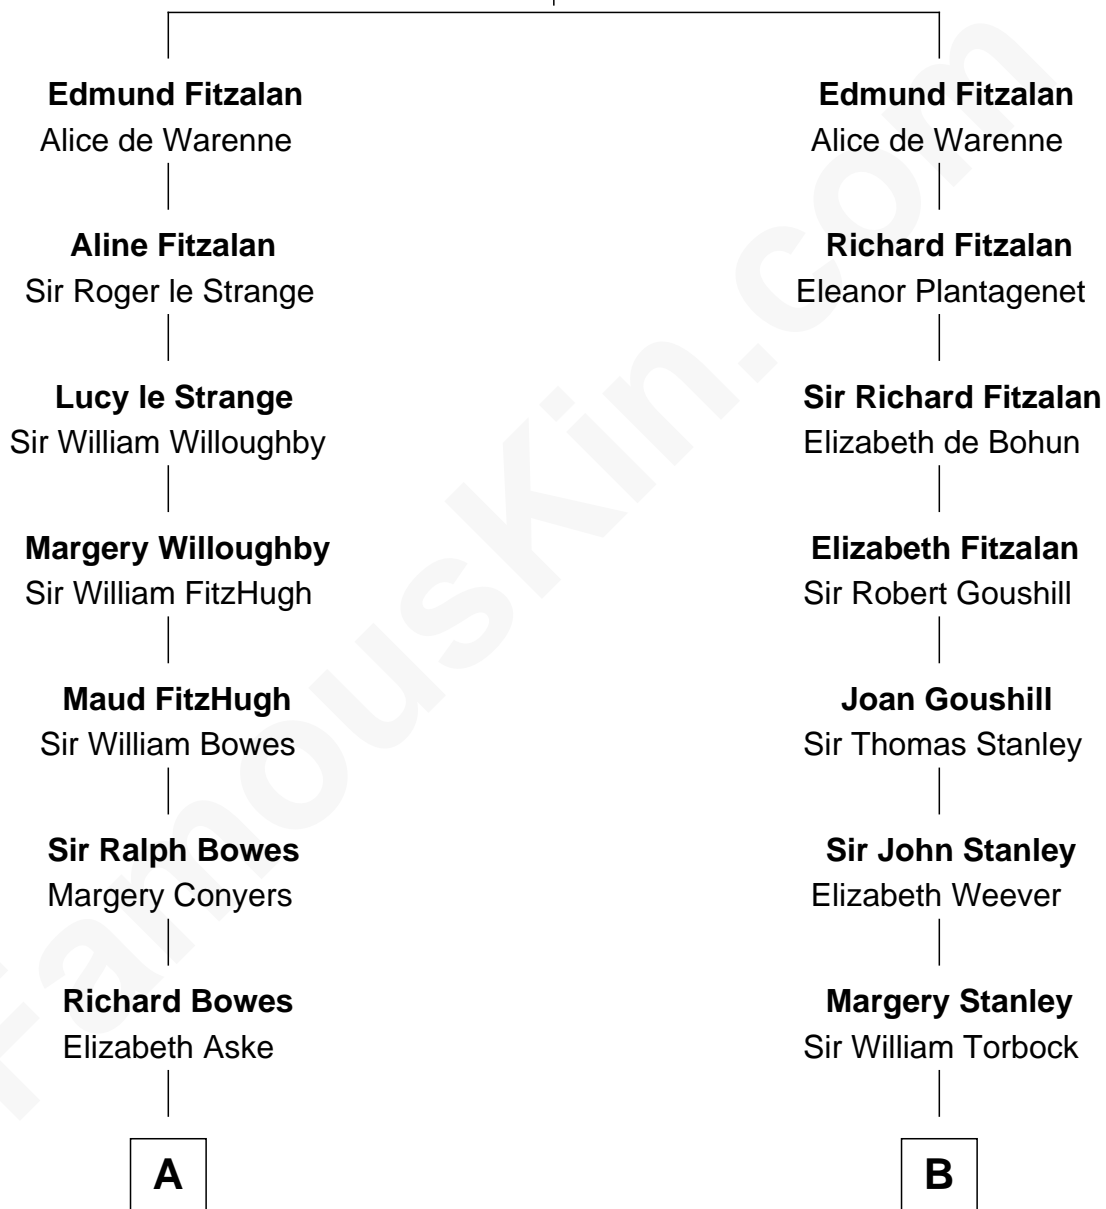 Edmund Fitzalan
Alice de Warenne
Aline Fitzalan
Sir Roger le Strange
Lucy le Strange
Sir William Willoughby
Margery Willoughby
Sir William FitzHugh
Maud FitzHugh
Sir William Bowes
Sir Ralph Bowes
Margery Conyers
Richard Bowes
Elizabeth Aske
A
Edmund Fitzalan
Alice de Warenne
Richard Fitzalan
Eleanor Plantagenet
Sir Richard Fitzalan
Elizabeth de Bohun
Elizabeth Fitzalan
Sir Robert Goushill
Joan Goushill
Sir Thomas Stanley
Sir John Stanley
Elizabeth Weever
Margery Stanley
Sir William Torbock
B
FamousKin.com